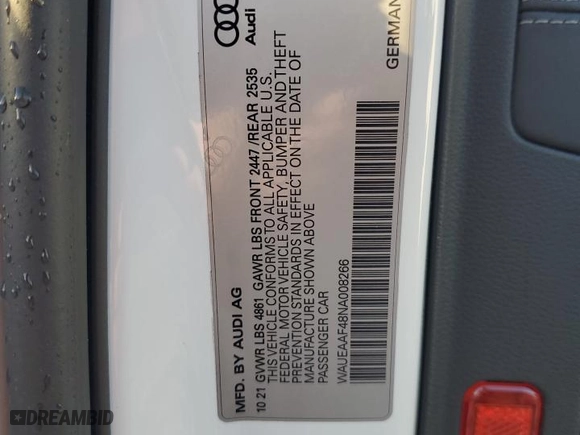 Audi
GERMAN
MFD. BY AUDI AG
10 21 GVWR LBS 4861 GAWR LBS FRONT 2447/REAR 2535
THIS VEHICLE CONFORMS TO ALL APPLICABLE U.S.
FEDERAL MOTOR VEHICLE SAFETY, BUMPER AND THEFT
PREVENTION STANDARDS IN EFFECT ON THE DATE OF
MANUFACTURE SHOWN ABOVE
PASSENGER CAR
WAUEAAF48NA008266
DREAMBID